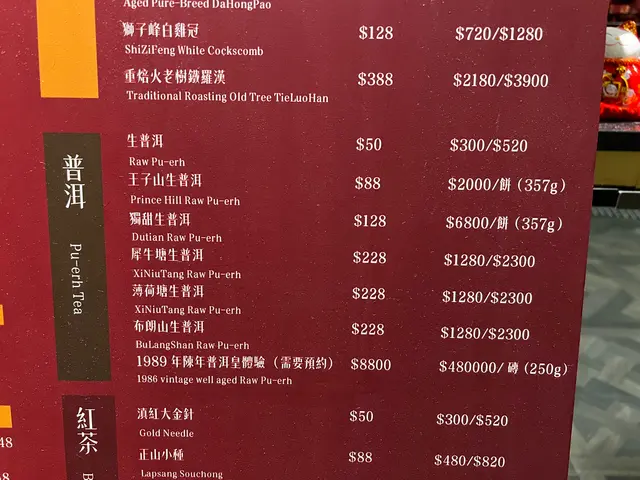 Aged Pure-Breed DaHongPao
獅子峰白雞冠 $128 $720/$1280
ShiZiFeng White Cockscomb
重焙火老樹鐵羅漢 $388 $2180/$3900
Traditional Roasting Old Tree TieLuoHan
普洱
Pu-erh Tea
生普洱 $50 $300/$520
Raw Pu-erh
王子山生普洱 $88 $2000/餅 (357g)
Prince Hill Raw Pu-erh
獨甜生普洱 $128 $6800/餅 (357g)
Dutian Raw Pu-erh
犀牛塘生普洱 $228 $1280/$2300
XiNiuTang Raw Pu-erh
薄荷塘生普洱 $228 $1280/$2300
XiNiuTang Raw Pu-erh
布朗山生普洱 $228 $1280/$2300
BuLangShan Raw Pu-erh
1989 年陳年普洱皇體驗 (需要預約) $8800 $480000/ 磚 (250g)
1986 vintage well aged Raw Pu-erh
紅茶
滇紅大金針 $50 $300/$520
Gold Needle
正山小種 $88 $480/$820
Lapsang Souchong